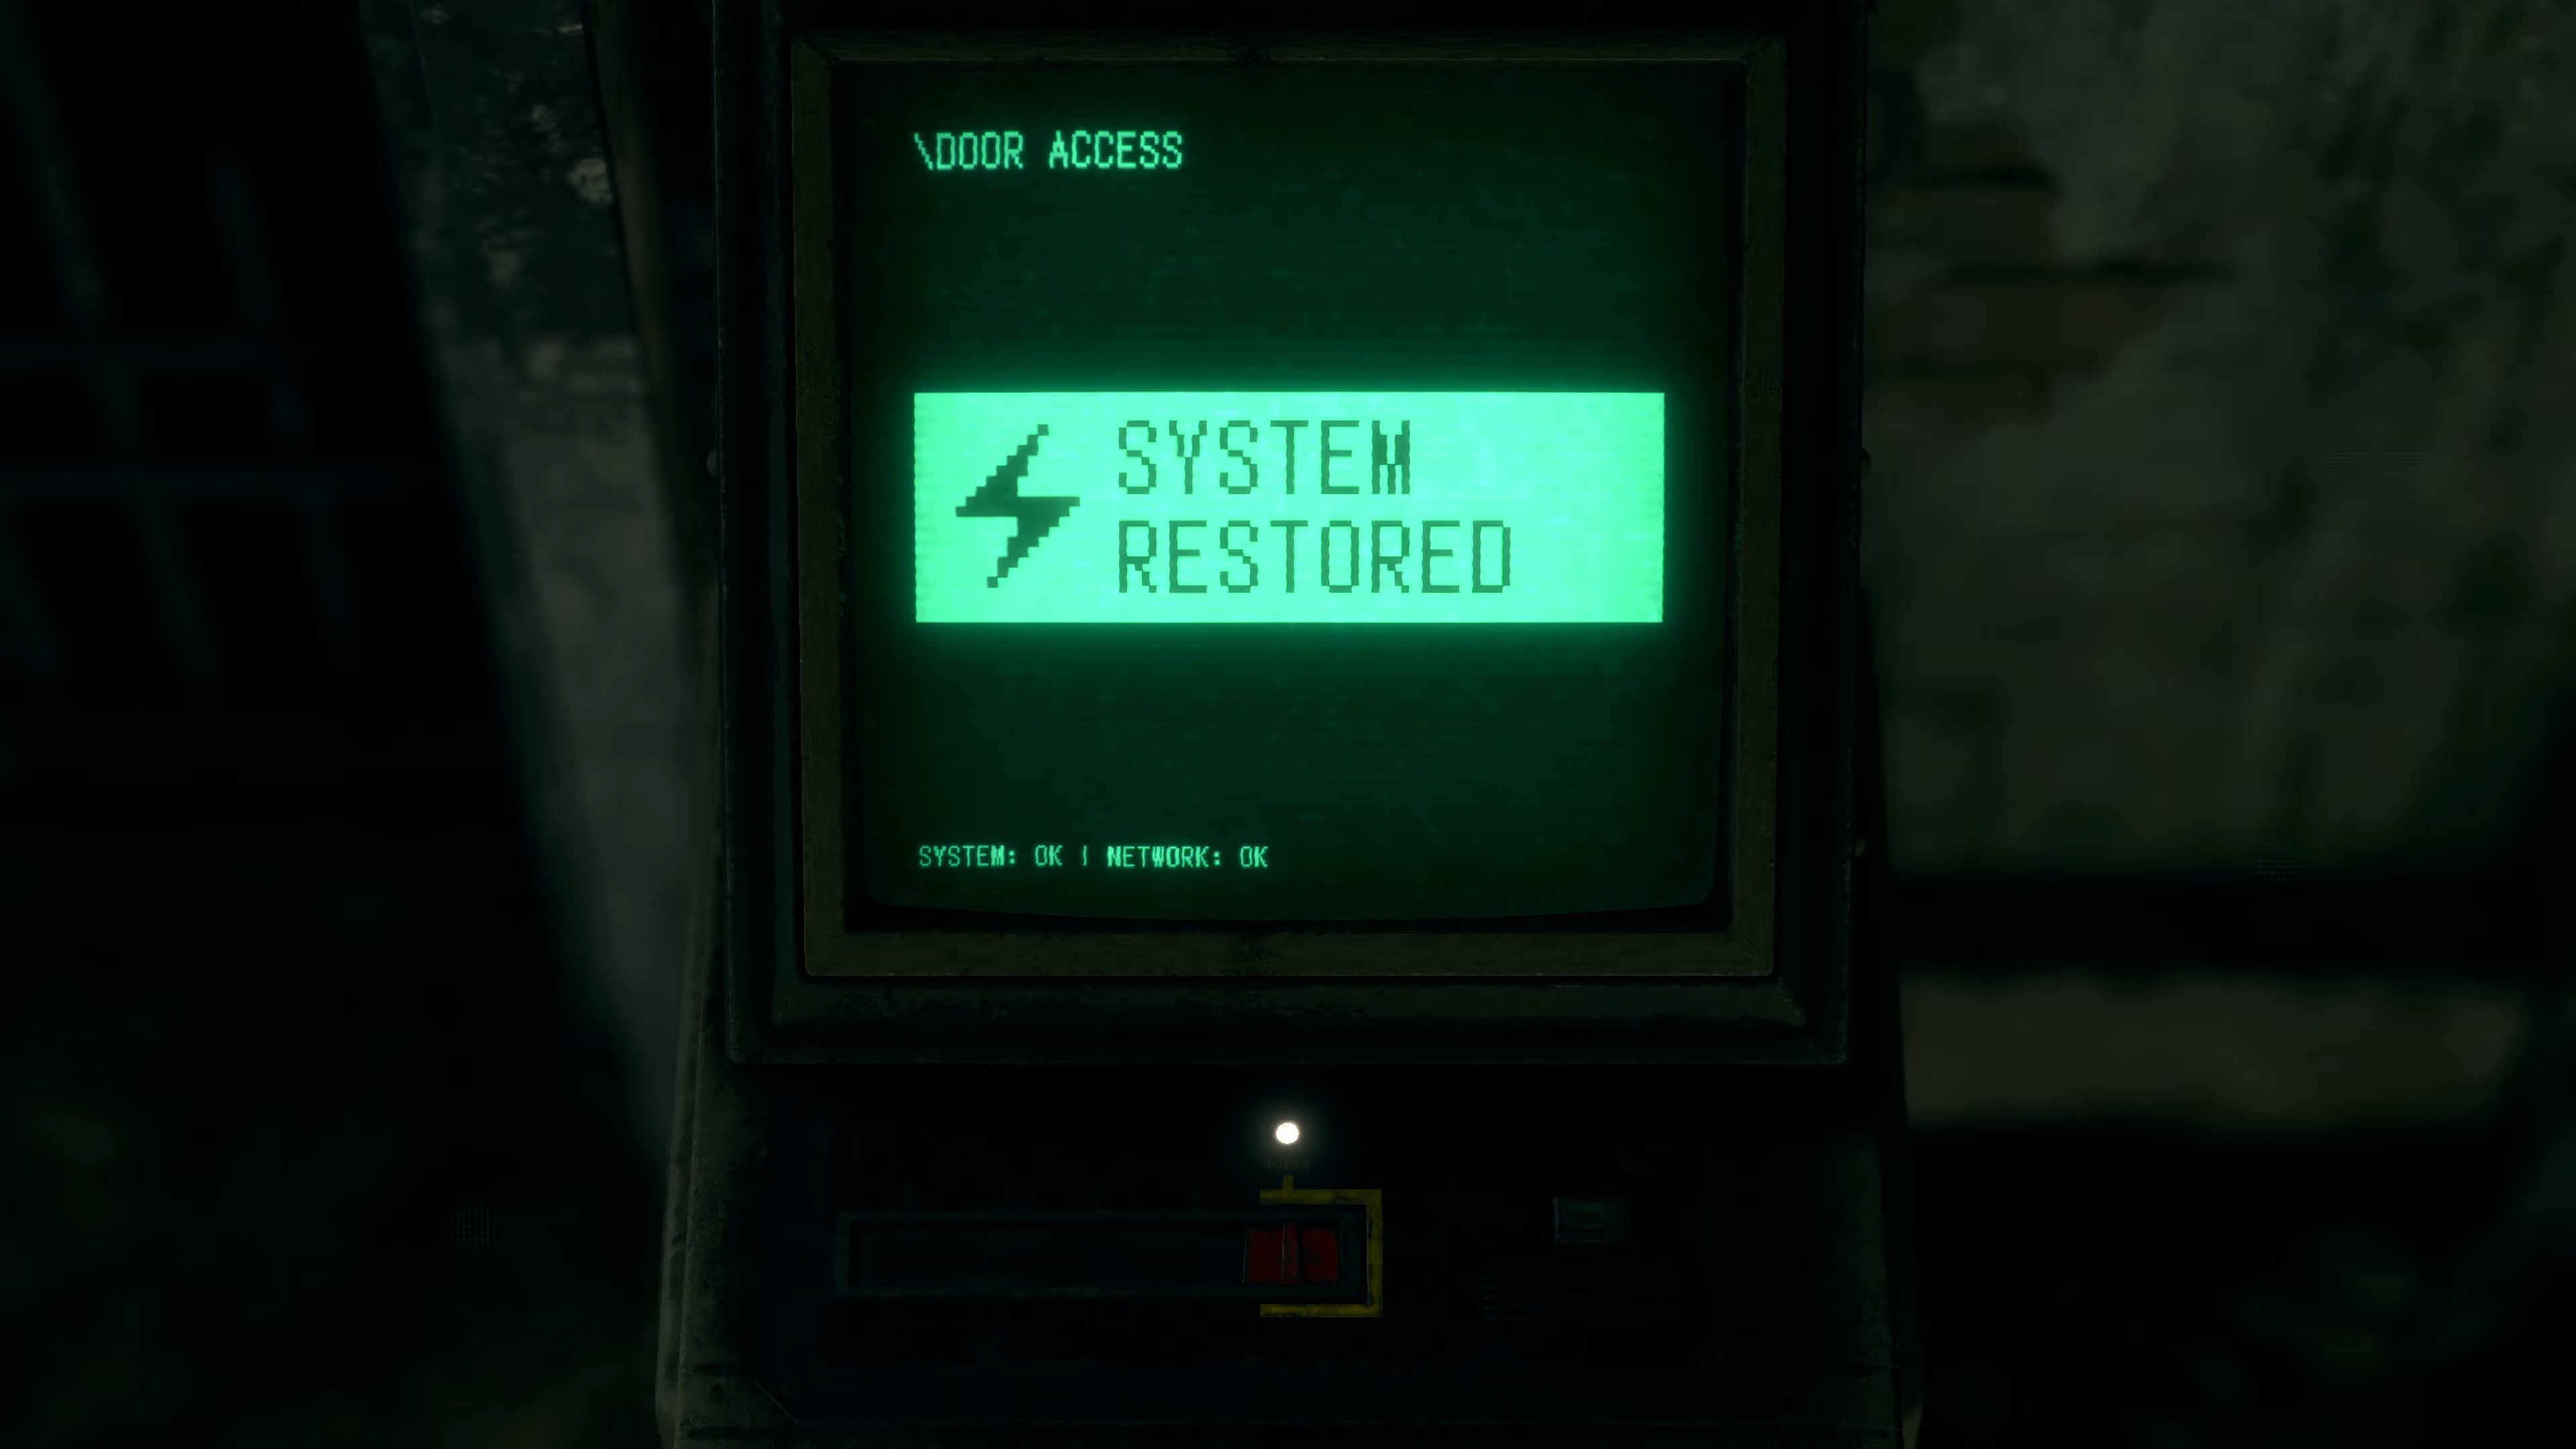 \DOOR ACCESS
SYSTEM
RESTORED
SYSTEM: OK | NETWORK: OK